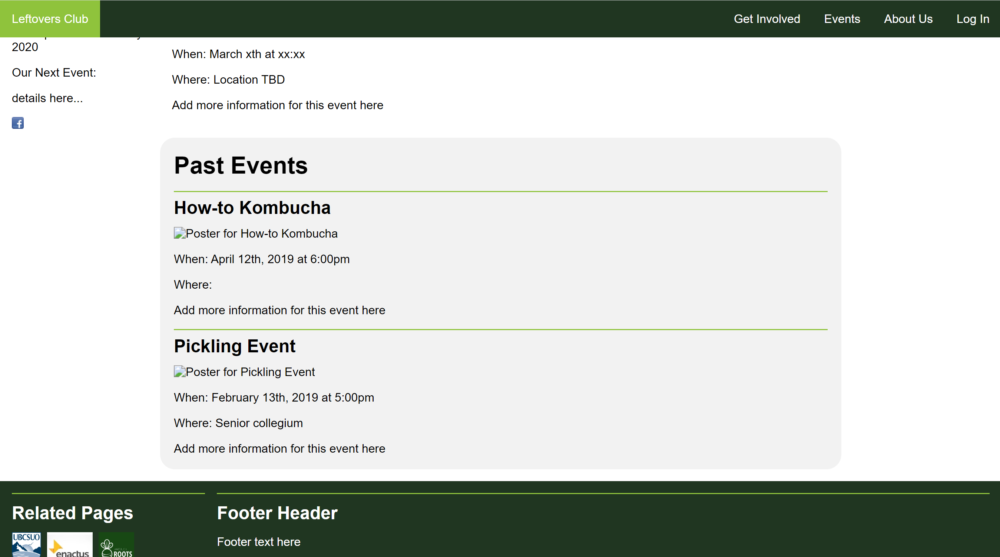 Leftovers Club
Get Involved
Events
About Us
Log In
2020
Our Next Event:
details here...
When: March xth at xx:xx
Where: Location TBD
Add more information for this event here
Past Events
How-to Kombucha
Poster for How-to Kombucha
When: April 12th, 2019 at 6:00pm
Where:
Add more information for this event here
Pickling Event
Poster for Pickling Event
When: February 13th, 2019 at 5:00pm
Where: Senior collegium
Add more information for this event here
Related Pages
UBCSUO
enactus
ROOTS
Footer Header
Footer text here